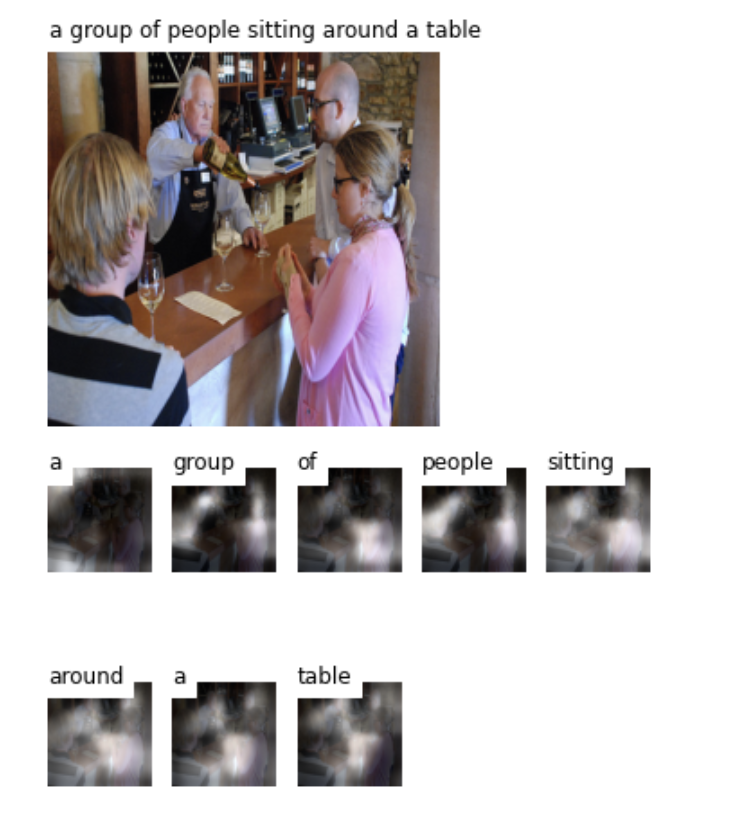 a group of people sitting around a table
a group of people sitting
around a table